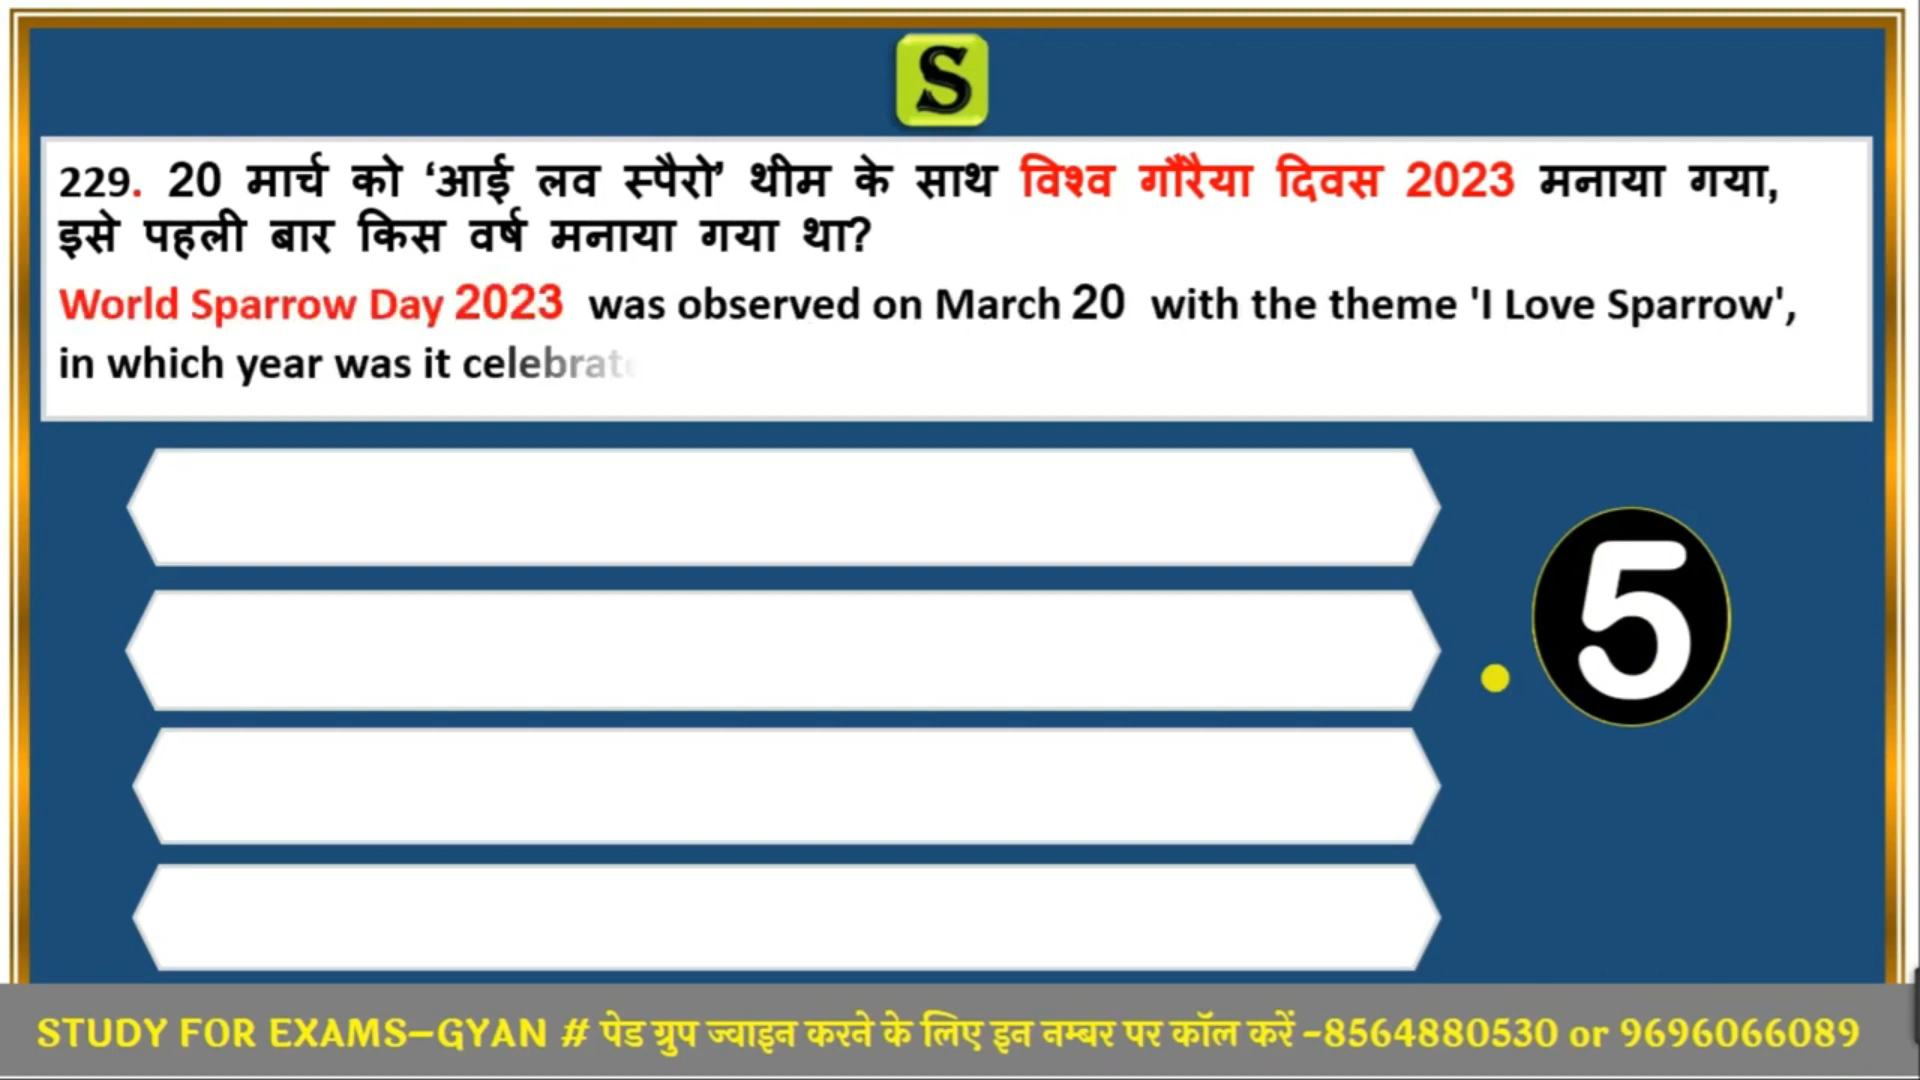 S
229. 20 मार्च को ‘आई लव स्पैरो’ थीम के साथ विश्व गौरैया दिवस 2023 मनाया गया,
इसे पहली बार किस वर्ष मनाया गया था?
World Sparrow Day 2023 was observed on March 20 with the theme 'I Love Sparrow',
in which year was it celebrate
5
STUDY FOR EXAMS-GYAN # पेड ग्रुप ज्वाइन करने के लिए इन नम्बर पर कॉल करें -8564880530 or 9696066089